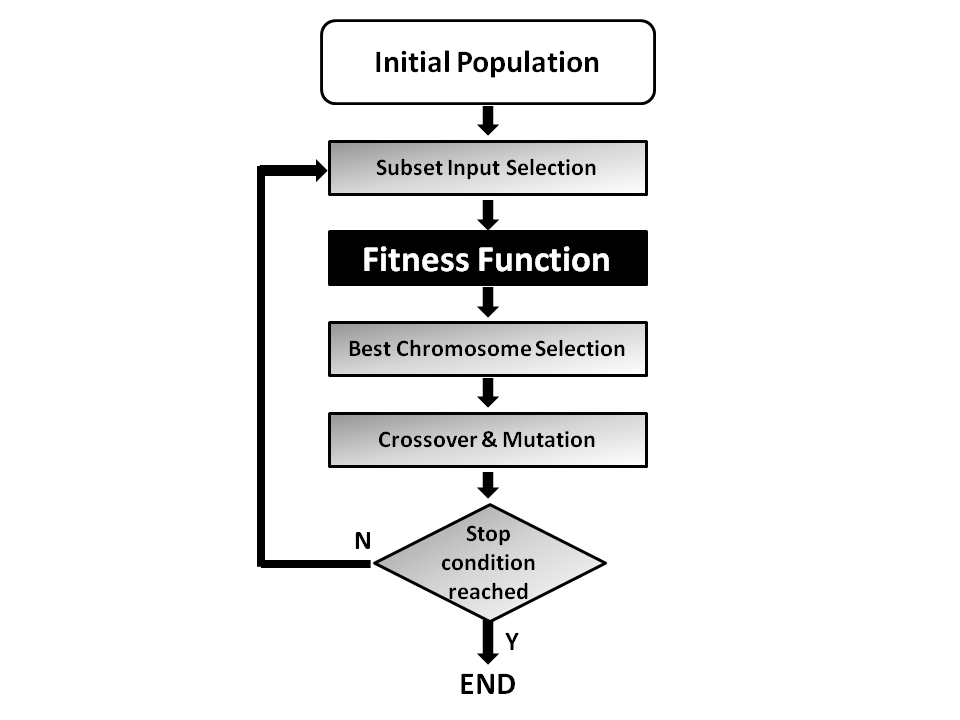 Initial Population
Subset Input Selection
Fitness Function
Best Chromosome Selection
Crossover & Mutation
Stop
condition
reached
N
Y
END